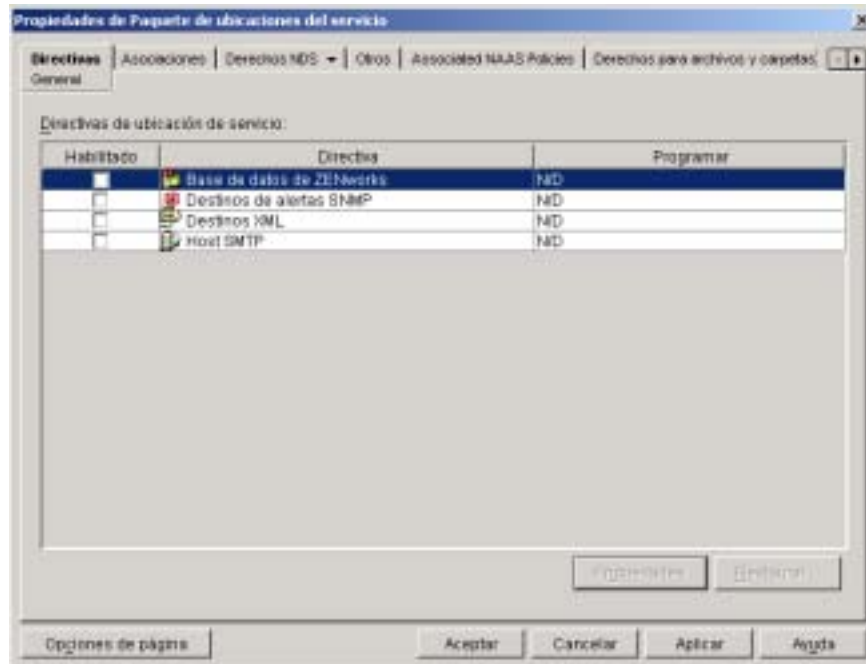 Propiedades de Paquete de ubicaciones del servicio
Directivas | Asociaciones | Derechos NDS | Otros | Associated NAAS Policies | Derechos para archivos y carpetas
General
Directivas de ubicación de servicio:
Habilitado Directiva Programar
Base de datos de ZENworks N/D
Destinos de alertas SNMP N/D
Destinos XML N/D
Host SMTP N/D
Propiedades Restaurar
Opciones de página Aceptar Cancelar Aplicar Ayuda